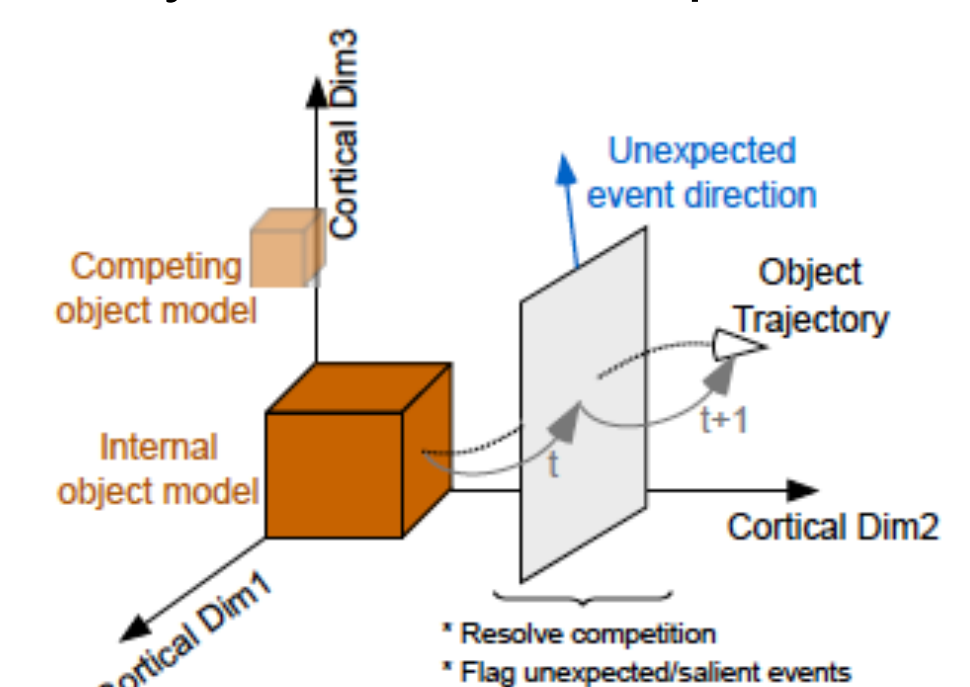 Cortical Dim3
Unexpected
event direction
Competing
object model
Object
Trajectory
Internal
object model
t
t+1
Cortical Dim2
Cortical Dim1
* Resolve competition
* Flag unexpected/salient events